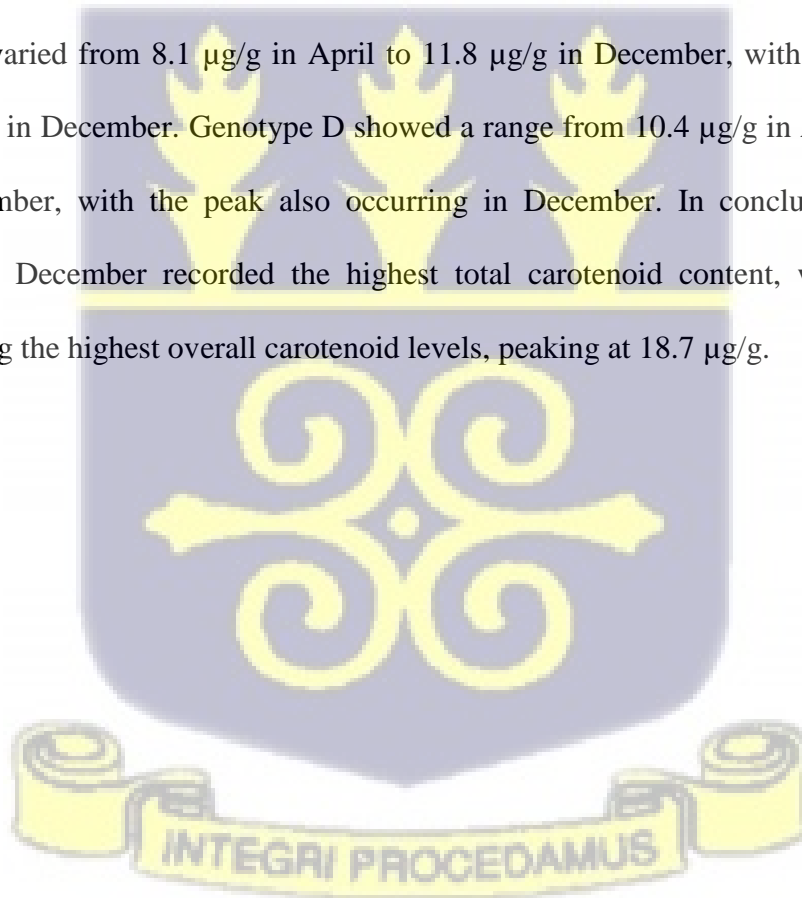 varied from 8.1 µg/g in April to 11.8 µg/g in December, with
in December. Genotype D showed a range from 10.4 µg/g in
mber, with the peak also occurring in December. In conclu
December recorded the highest total carotenoid content,
g the highest overall carotenoid levels, peaking at 18.7 µg/g.
INTEGRI PROCEDAMUS